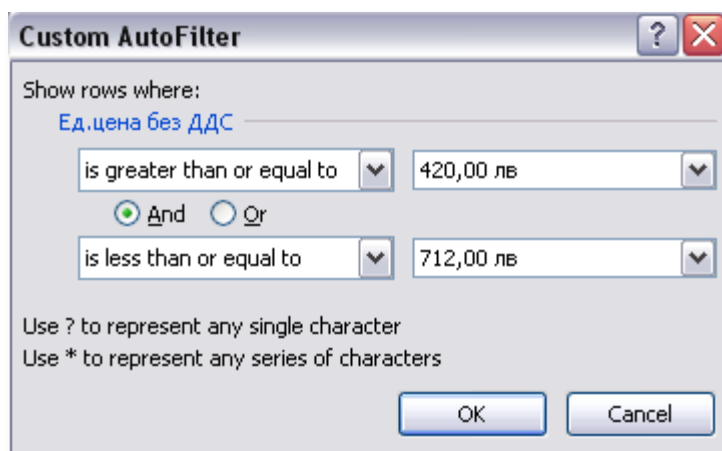 Custom AutoFilter
Show rows where:
Ед.цена без ДДС
is greater than or equal to 420,00 лв
And Or
is less than or equal to 712,00 лв
Use ? to represent any single character
Use * to represent any series of characters
OK Cancel